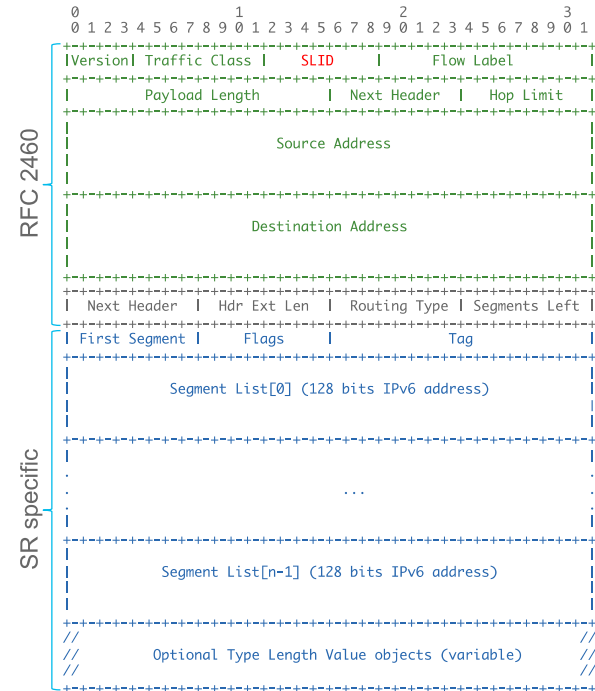 0 1 2 3
0 1 2 3 4 5 6 7 8 9 0 1 2 3 4 5 6 7 8 9 0 1 2 3 4 5 6 7 8 9 0 1
RFC 2460
|Version| Traffic Class | SLID | Flow Label |
| Payload Length | Next Header | Hop Limit |
Source Address
Destination Address
| Next Header | Hdr Ext Len | Routing Type | Segments Left |
SR specific
| First Segment | Flags | Tag |
Segment List[0] (128 bits IPv6 address)
...
Segment List[n-1] (128 bits IPv6 address)
// //
// Optional Type Length Value objects (variable) //
// //